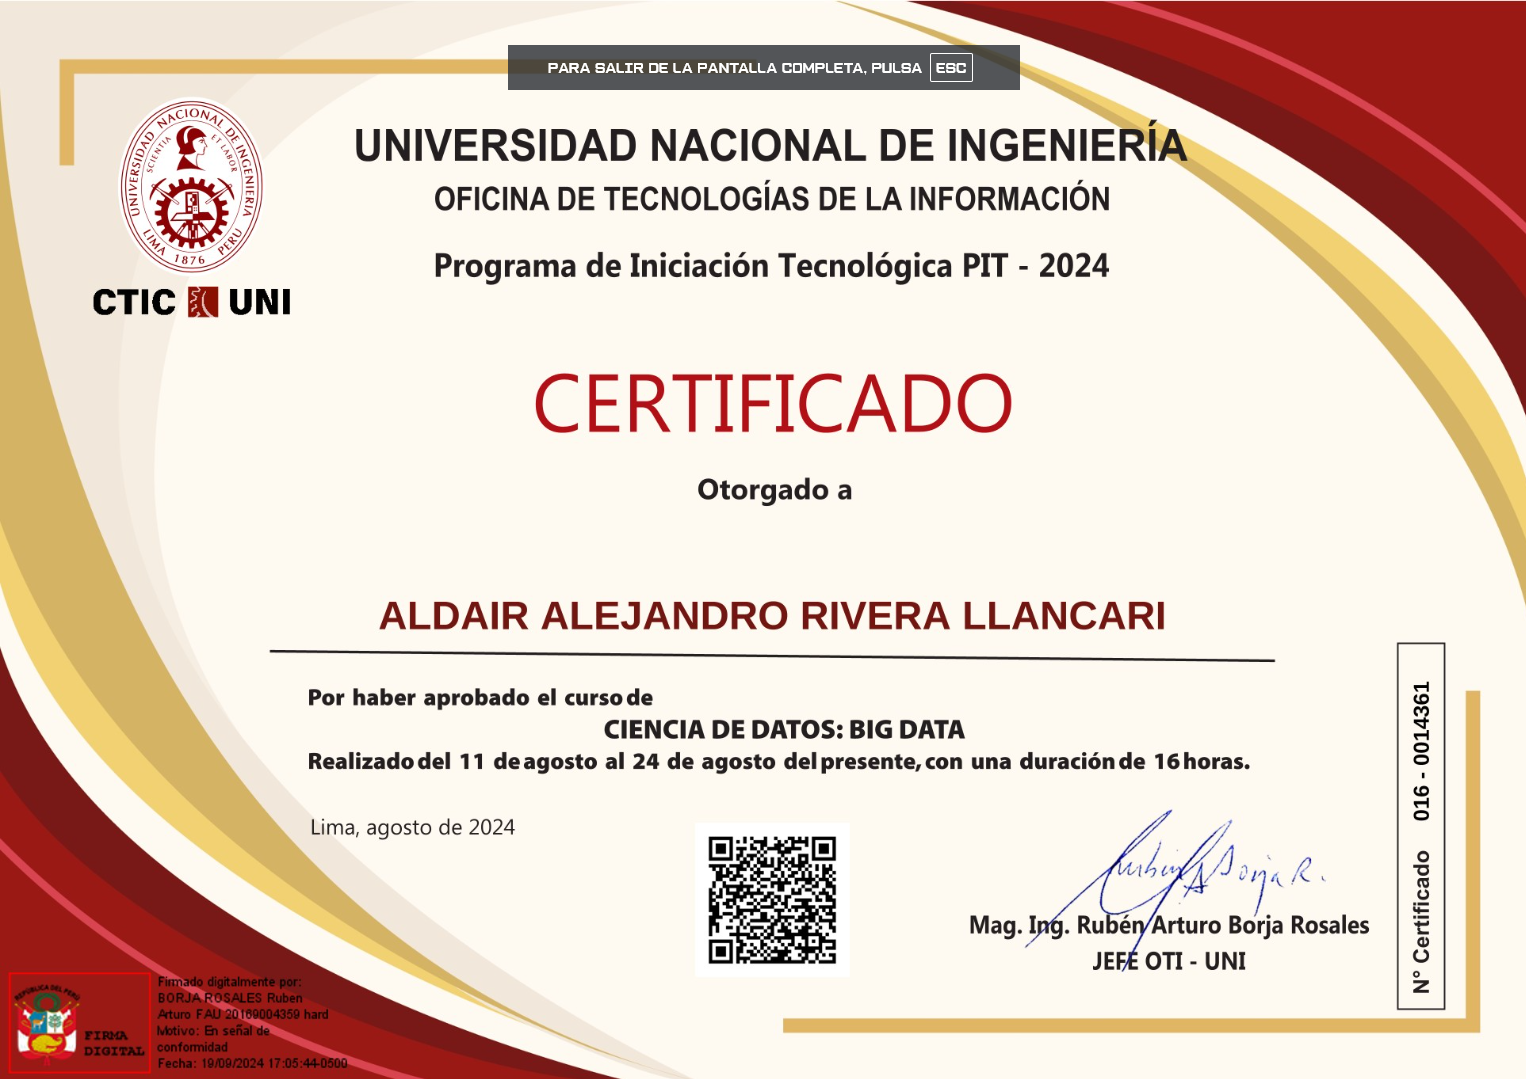 PARA SALIR DE LA PANTALLA COMPLETA, PULSA ESC
UNIVERSIDAD NACIONAL DE INGENIERIA
SCIENTIA ET LABOR
LIMA 1876 PERU
CTIC UNI
UNIVERSIDAD NACIONAL DE INGENIERÍA
OFICINA DE TECNOLOGÍAS DE LA INFORMACIÓN
Programa de Iniciación Tecnológica PIT - 2024
CERTIFICADO
Otorgado a
ALDAIR ALEJANDRO RIVERA LLANCARI
Por haber aprobado el curso de
CIENCIA DE DATOS: BIG DATA
Realizado del 11 de agosto al 24 de agosto del presente, con una duración de 16 horas.
Lima, agosto de 2024
Mag. Ing. Rubén Arturo Borja Rosales
JEFE OTI - UNI
N° Certificado 016 - 0014361
REPÚBLICA DEL PERÚ
FIRMA
DIGITAL
Firmado digitalmente por:
BORJA ROSALES Ruben
Arturo FAU 20169004359 hard
Motivo: En señal de
conformidad
Fecha: 19/09/2024 17:05:44-0500